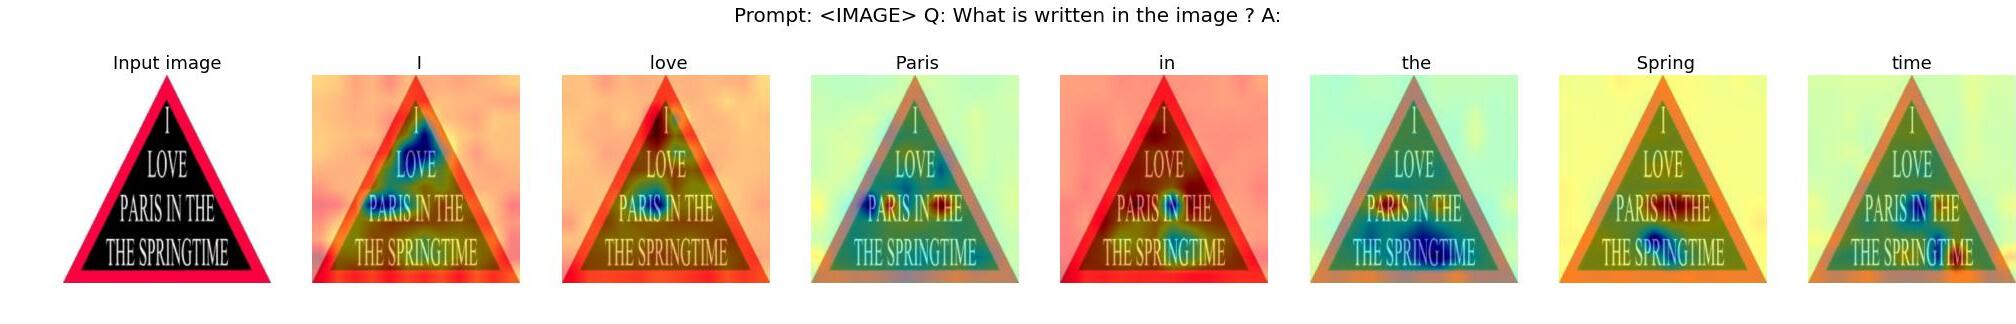 Prompt: <IMAGE> Q: What is written in the image ? A:
Input image
I
love
Paris
in
the
Spring
time
I
LOVE
PARIS IN THE
THE SPRINGTIME
I
LOVE
PARIS IN THE
THE SPRINGTIME
I
LOVE
PARIS IN THE
THE SPRINGTIME
I
LOVE
PARIS IN THE
THE SPRINGTIME
I
LOVE
PARIS IN THE
THE SPRINGTIME
I
LOVE
PARIS IN THE
THE SPRINGTIME
I
LOVE
PARIS IN THE
THE SPRINGTIME
I
LOVE
PARIS IN THE
THE SPRINGTIME